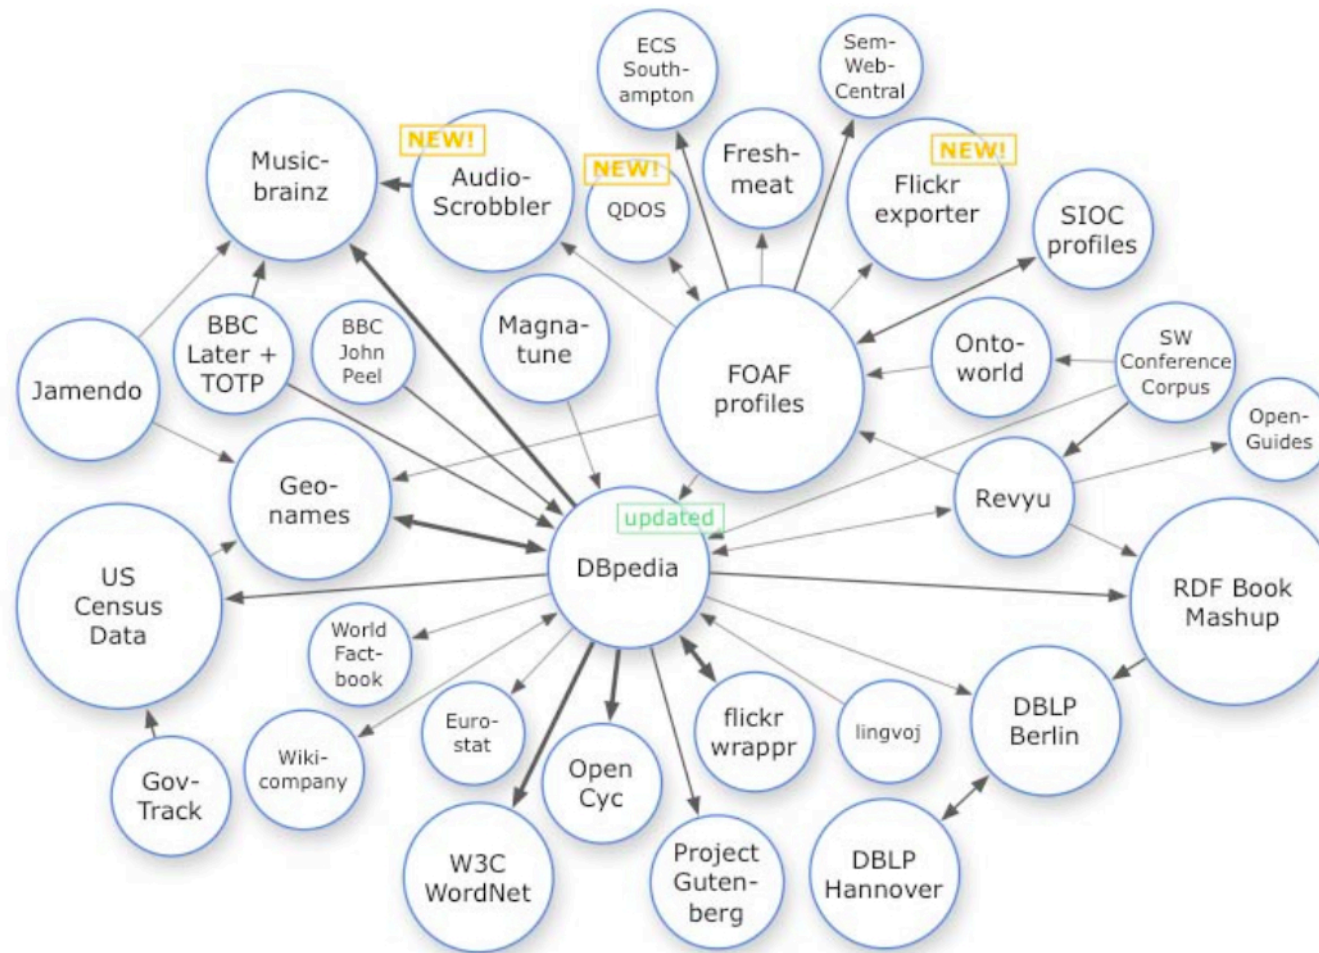 ECS
South-
ampton
Sem-
Web-
Central
Music-
brainz
NEW!
Audio-
Scrobbler
NEW!
QDOS
Fresh-
meat
NEW!
Flickr
exporter
SIOC
profiles
Jamendo
BBC
Later +
TOTP
BBC
John
Peel
Magna-
tune
FOAF
profiles
Onto-
world
SW
Conference
Corpus
Open-
Guides
Geo-
names
Revyu
updated
DBpedia
US
Census
Data
RDF Book
Mashup
World
Fact-
book
Wiki-
company
Euro-
stat
flickr
wrappr
lingvoj
DBLP
Berlin
Gov-
Track
Open
Cyc
W3C
WordNet
Project
Guten-
berg
DBLP
Hannover